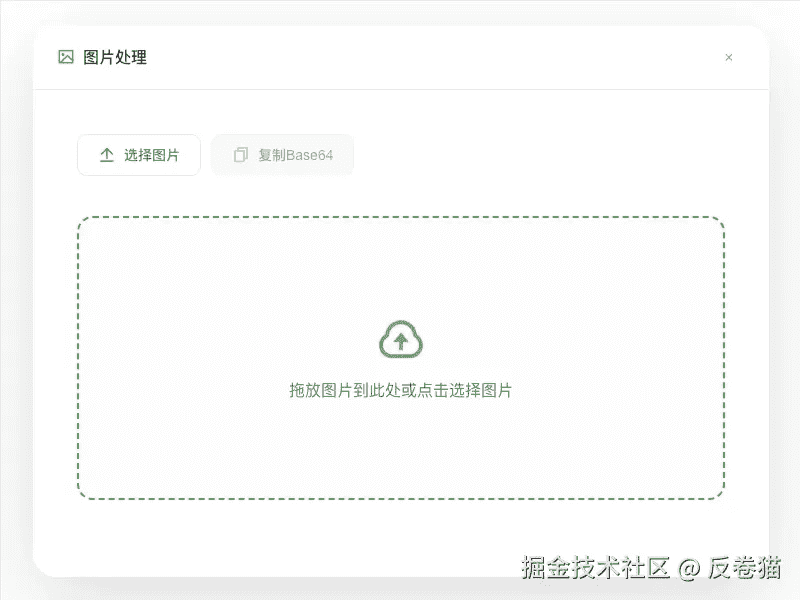 图片处理
×
选择图片
复制Base64
拖放图片到此处或点击选择图片
掘金技术社区 @ 反卷猫